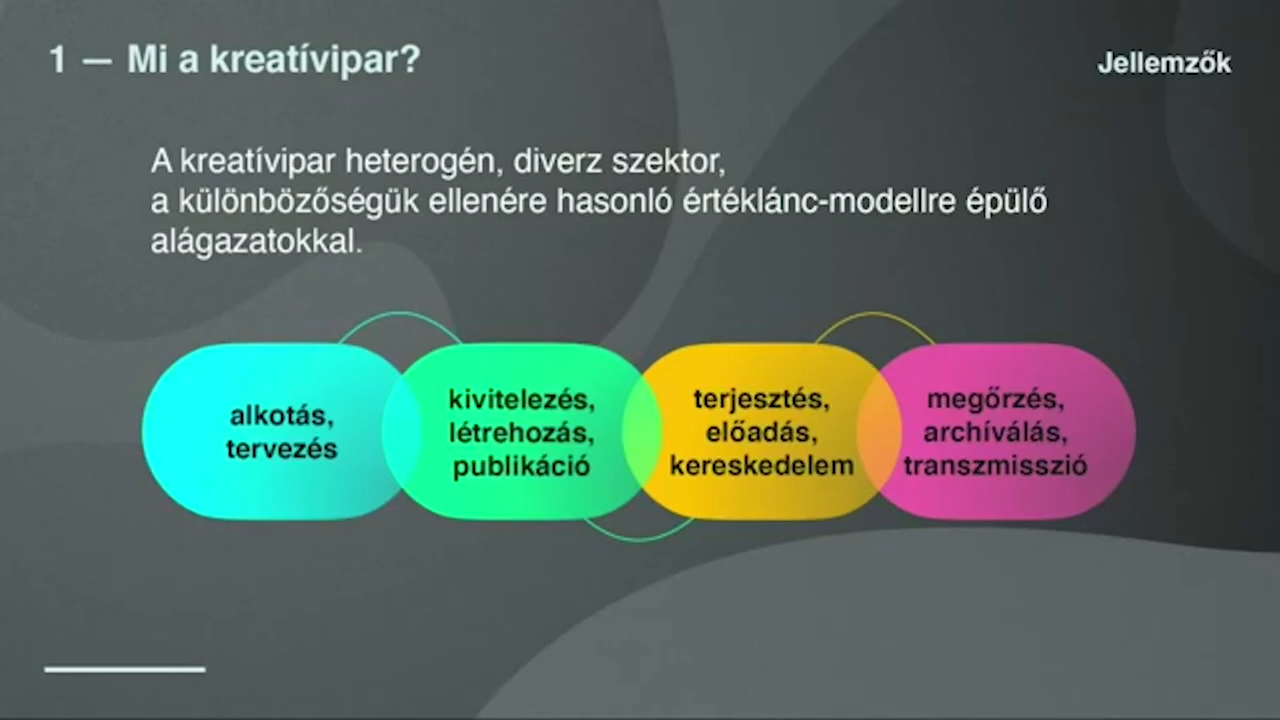 1 — Mi a kreatívipar?
Jellemzők
A kreatívipar heterogén, diverz szektor,
a különbözőségük ellenére hasonló értéklánc-modellre épülő
alágazatokkal.
alkotás,
tervezés
kivitelezés,
létrehozás,
publikáció
terjesztés,
előadás,
kereskedelem
megőrzés,
archíválás,
transzmisszió